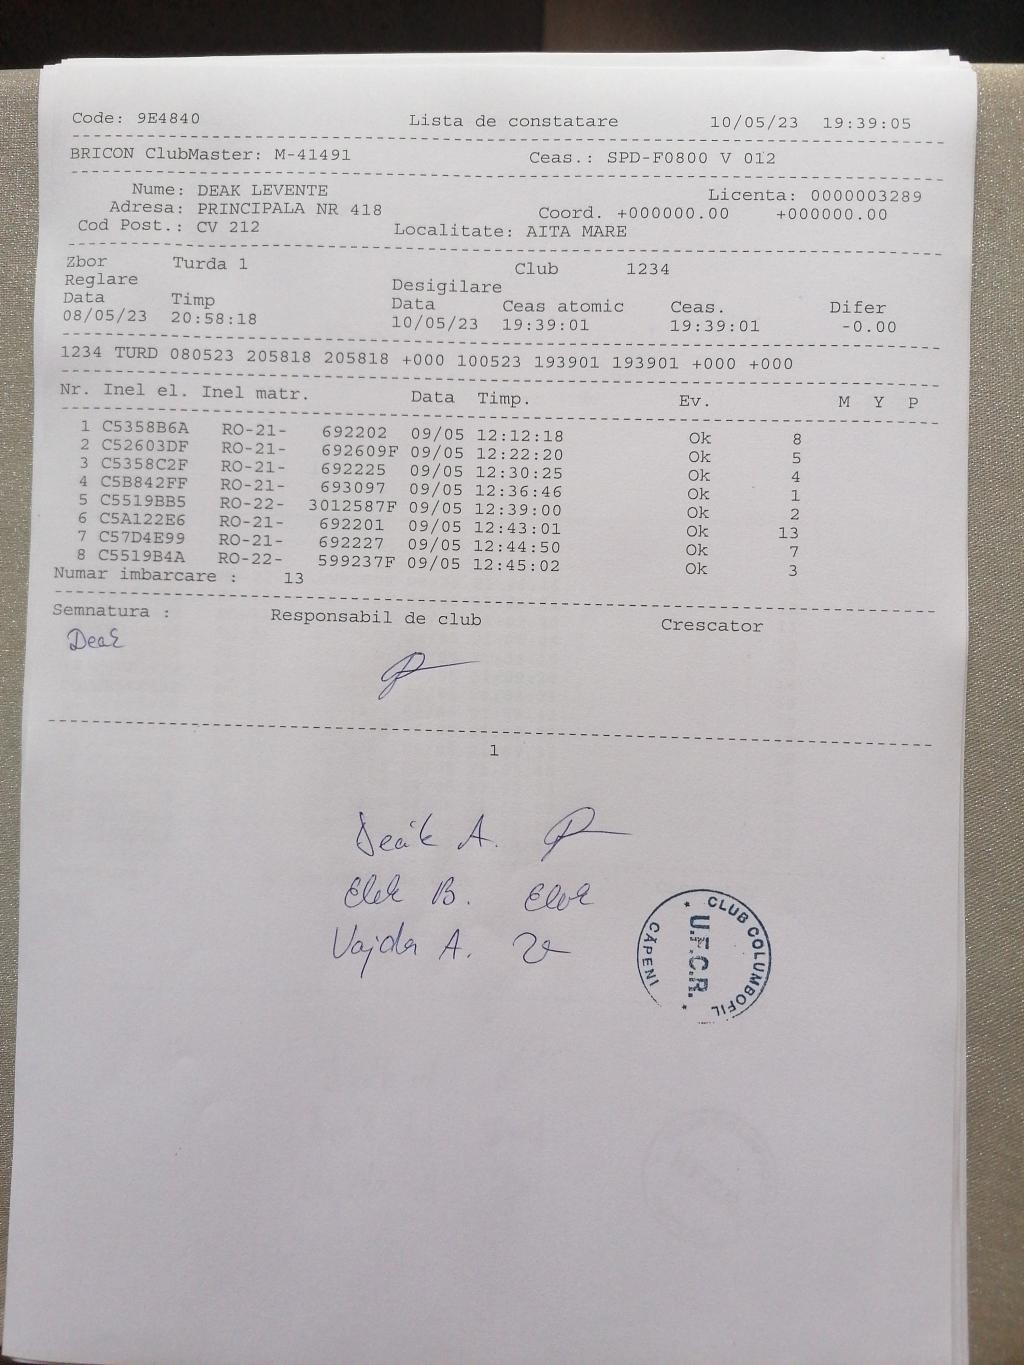 Code: 9E4840 Lista de constatare 10/05/23 19:39:05
BRICON ClubMaster: M-41491 Ceas.: SPD-F0800 V 012
Nume: DEAK LEVENTE Licenta: 0000003289
Adresa: PRINCIPALA NR 418 Coord. +000000.00 +000000.00
Cod Post.: CV 212 Localitate: AITA MARE
Zbor Turda 1 Club 1234
Reglare Desigilare
Data Timp Data Ceas atomic Ceas. Difer
08/05/23 20:58:18 10/05/23 19:39:01 19:39:01 -0.00
1234 TURD 080523 205818 205818 +000 100523 193901 193901 +000 +000
Nr. Inel el. Inel matr. Data Timp. Ev. M Y P
1 C5358B6A RO-21- 692202 09/05 12:12:18 Ok 8
2 C52603DF RO-21- 692609F 09/05 12:22:20 Ok 5
3 C5358C2F RO-21- 692225 09/05 12:30:25 Ok 4
4 C5B842FF RO-21- 693097 09/05 12:36:46 Ok 1
5 C5519BB5 RO-22- 3012587F 09/05 12:39:00 Ok 2
6 C5A122E6 RO-21- 692201 09/05 12:43:01 Ok 13
7 C57D4E99 RO-21- 692227 09/05 12:44:50 Ok 7
8 C5519B4A RO-22- 599237F 09/05 12:45:02 Ok 3
Numar imbarcare : 13
Semnatura : Responsabil de club Crescator
Deak
1
Deák A.
Elek B. Elek
Vajda A.
* CLUB COLUMBOFIL *
U.F.C.R.
CĂPENI